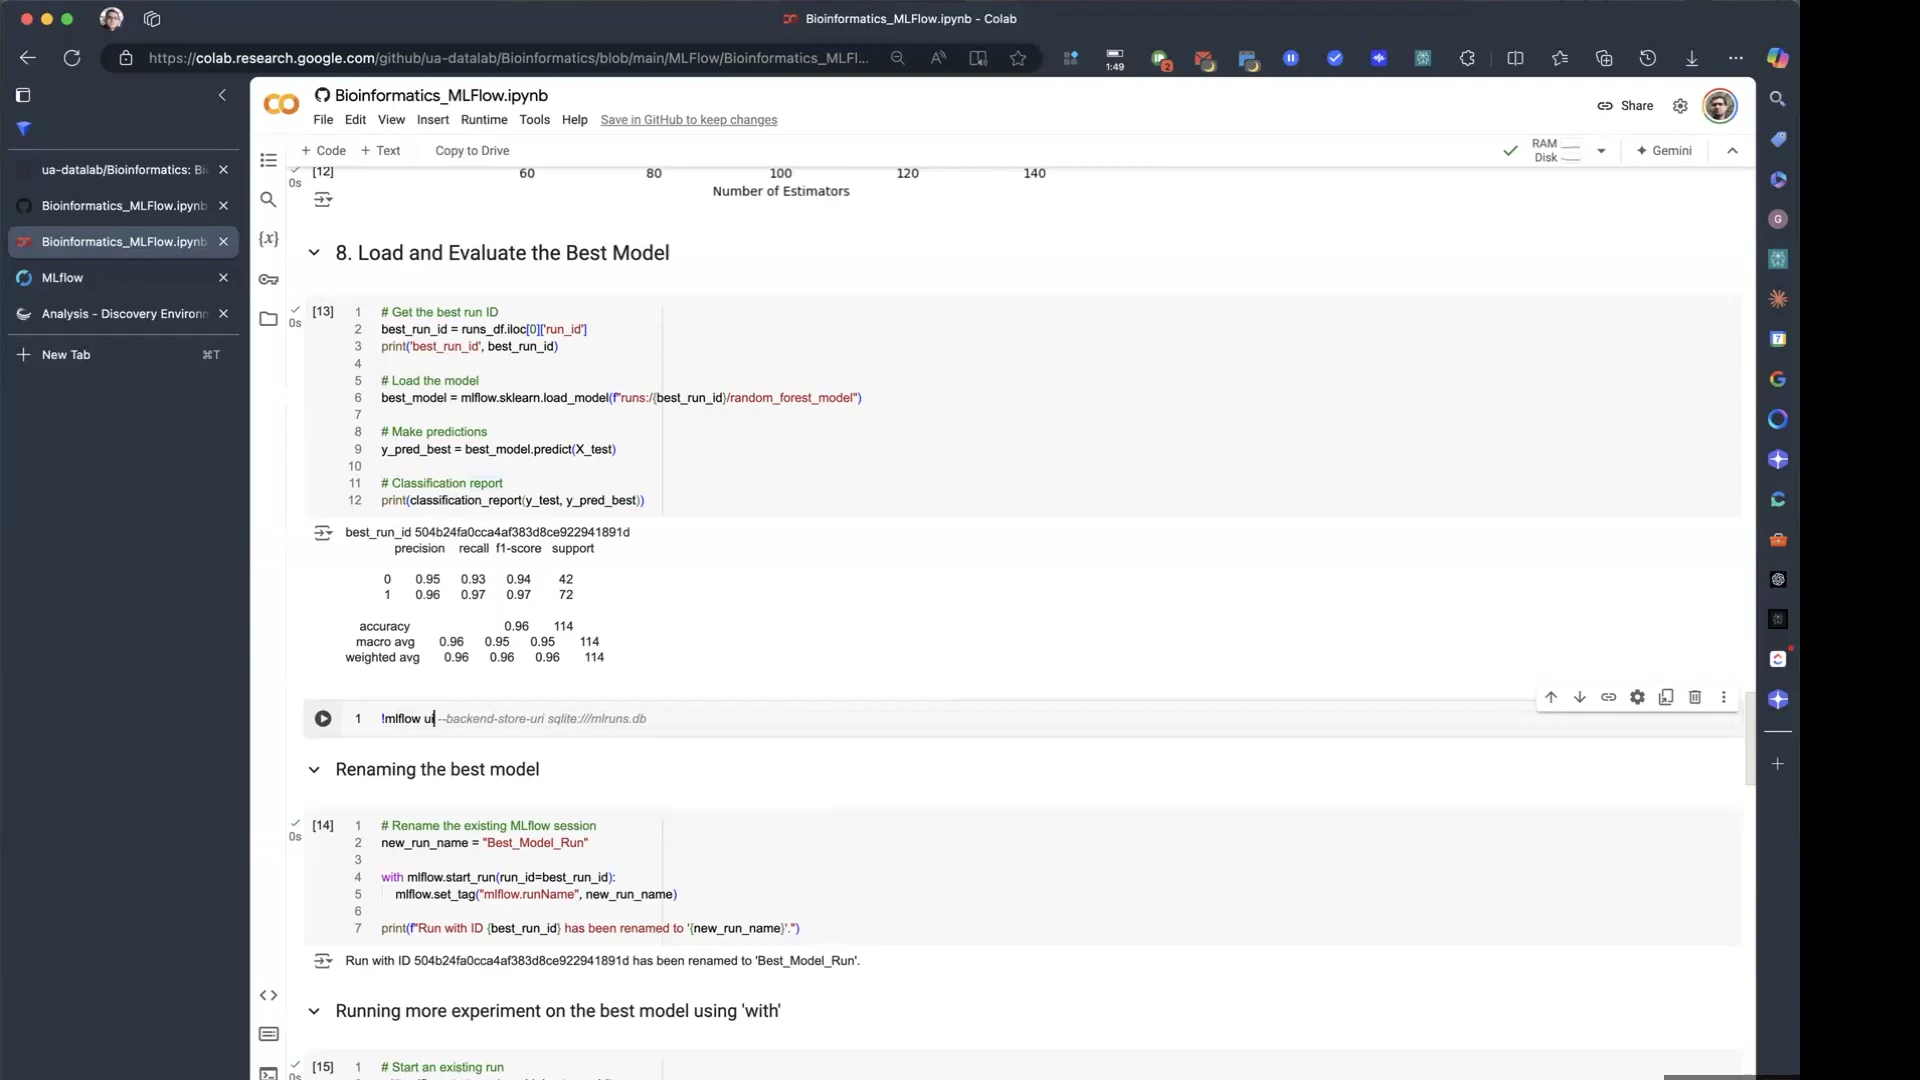 Bioinformatics_MLFlow.ipynb - Colab
https://colab.research.google.com/github/ua-datalab/Bioinformatics/blob/main/MLFlow/Bioinformatics_MLFl...
1:49
2
ua-datalab/Bioinformatics: Bi
Bioinformatics_MLFlow.ipynb
Bioinformatics_MLFlow.ipynb
MLflow
Analysis - Discovery Environm
New Tab
⌘T
Bioinformatics_MLFlow.ipynb
File Edit View Insert Runtime Tools Help Save in GitHub to keep changes
Share
+ Code + Text Copy to Drive
RAM
Disk
Gemini
[12]
0s
60 80 100 120 140
Number of Estimators
8. Load and Evaluate the Best Model
[13]
0s
1 # Get the best run ID
2 best_run_id = runs_df.iloc[0]['run_id']
3 print('best_run_id', best_run_id)
4
5 # Load the model
6 best_model = mlflow.sklearn.load_model(f"runs:/{best_run_id}/random_forest_model")
7
8 # Make predictions
9 y_pred_best = best_model.predict(X_test)
10
11 # Classification report
12 print(classification_report(y_test, y_pred_best))
best_run_id 504b24fa0cca4af383d8ce922941891d
precision recall f1-score support
0 0.95 0.93 0.94 42
1 0.96 0.97 0.97 72
accuracy 0.96 114
macro avg 0.96 0.95 0.95 114
weighted avg 0.96 0.96 0.96 114
1 !mlflow ui --backend-store-uri sqlite:///mlruns.db
Renaming the best model
[14]
0s
1 # Rename the existing MLflow session
2 new_run_name = "Best_Model_Run"
3
4 with mlflow.start_run(run_id=best_run_id):
5 mlflow.set_tag("mlflow.runName", new_run_name)
6
7 print(f"Run with ID {best_run_id} has been renamed to '{new_run_name}'.")
Run with ID 504b24fa0cca4af383d8ce922941891d has been renamed to 'Best_Model_Run'.
Running more experiment on the best model using 'with'
[15]
0s
1 # Start an existing run